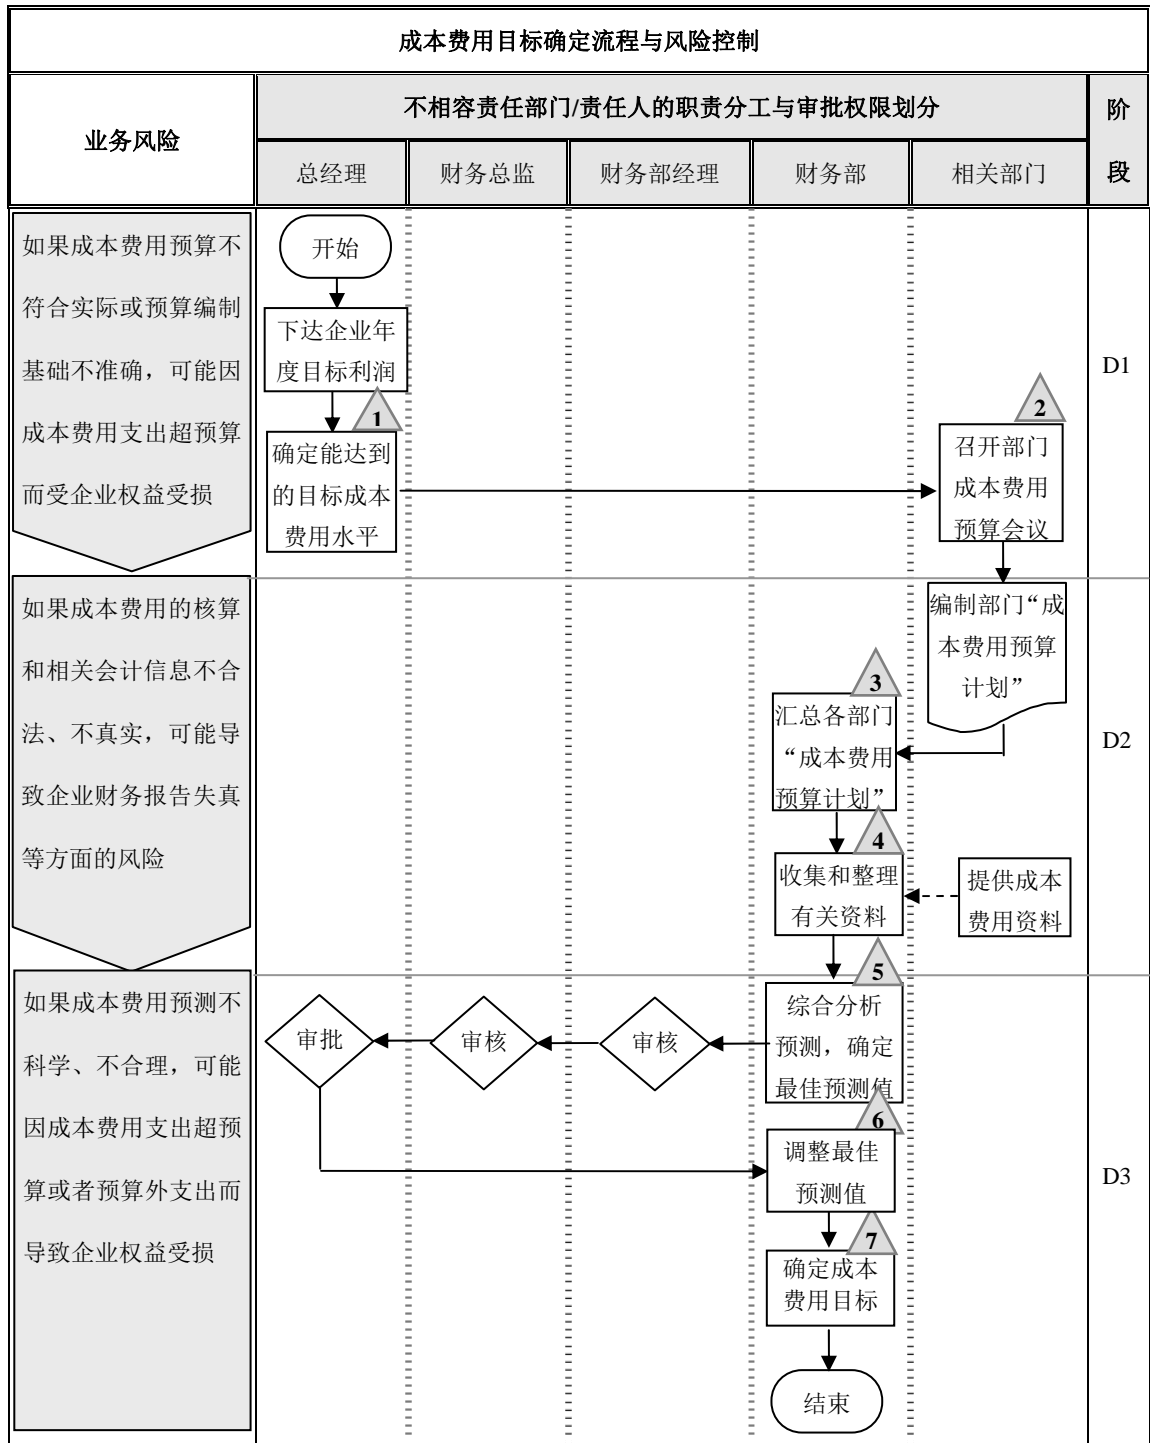 成本费用目标确定流程与风险控制
业务风险
不相容责任部门/责任人的职责分工与审批权限划分
阶
段
总经理
财务总监
财务部经理
财务部
相关部门
如果成本费用预算不
符合实际或预算编制
基础不准确，可能因
成本费用支出超预算
而受企业权益受损
开始
下达企业年
度目标利润
1
确定能达到
的目标成本
费用水平
2
召开部门
成本费用
预算会议
D1
如果成本费用的核算
和相关会计信息不合
法、不真实，可能导
致企业财务报告失真
等方面的风险
编制部门“成
本费用预算
计划”
3
汇总各部门
“成本费用
预算计划”
4
收集和整理
有关资料
提供成本
费用资料
D2
如果成本费用预测不
科学、不合理，可能
因成本费用支出超预
算或者预算外支出而
导致企业权益受损
审批
审核
审核
5
综合分析
预测，确定
最佳预测值
6
调整最佳
预测值
7
确定成本
费用目标
结束
D3